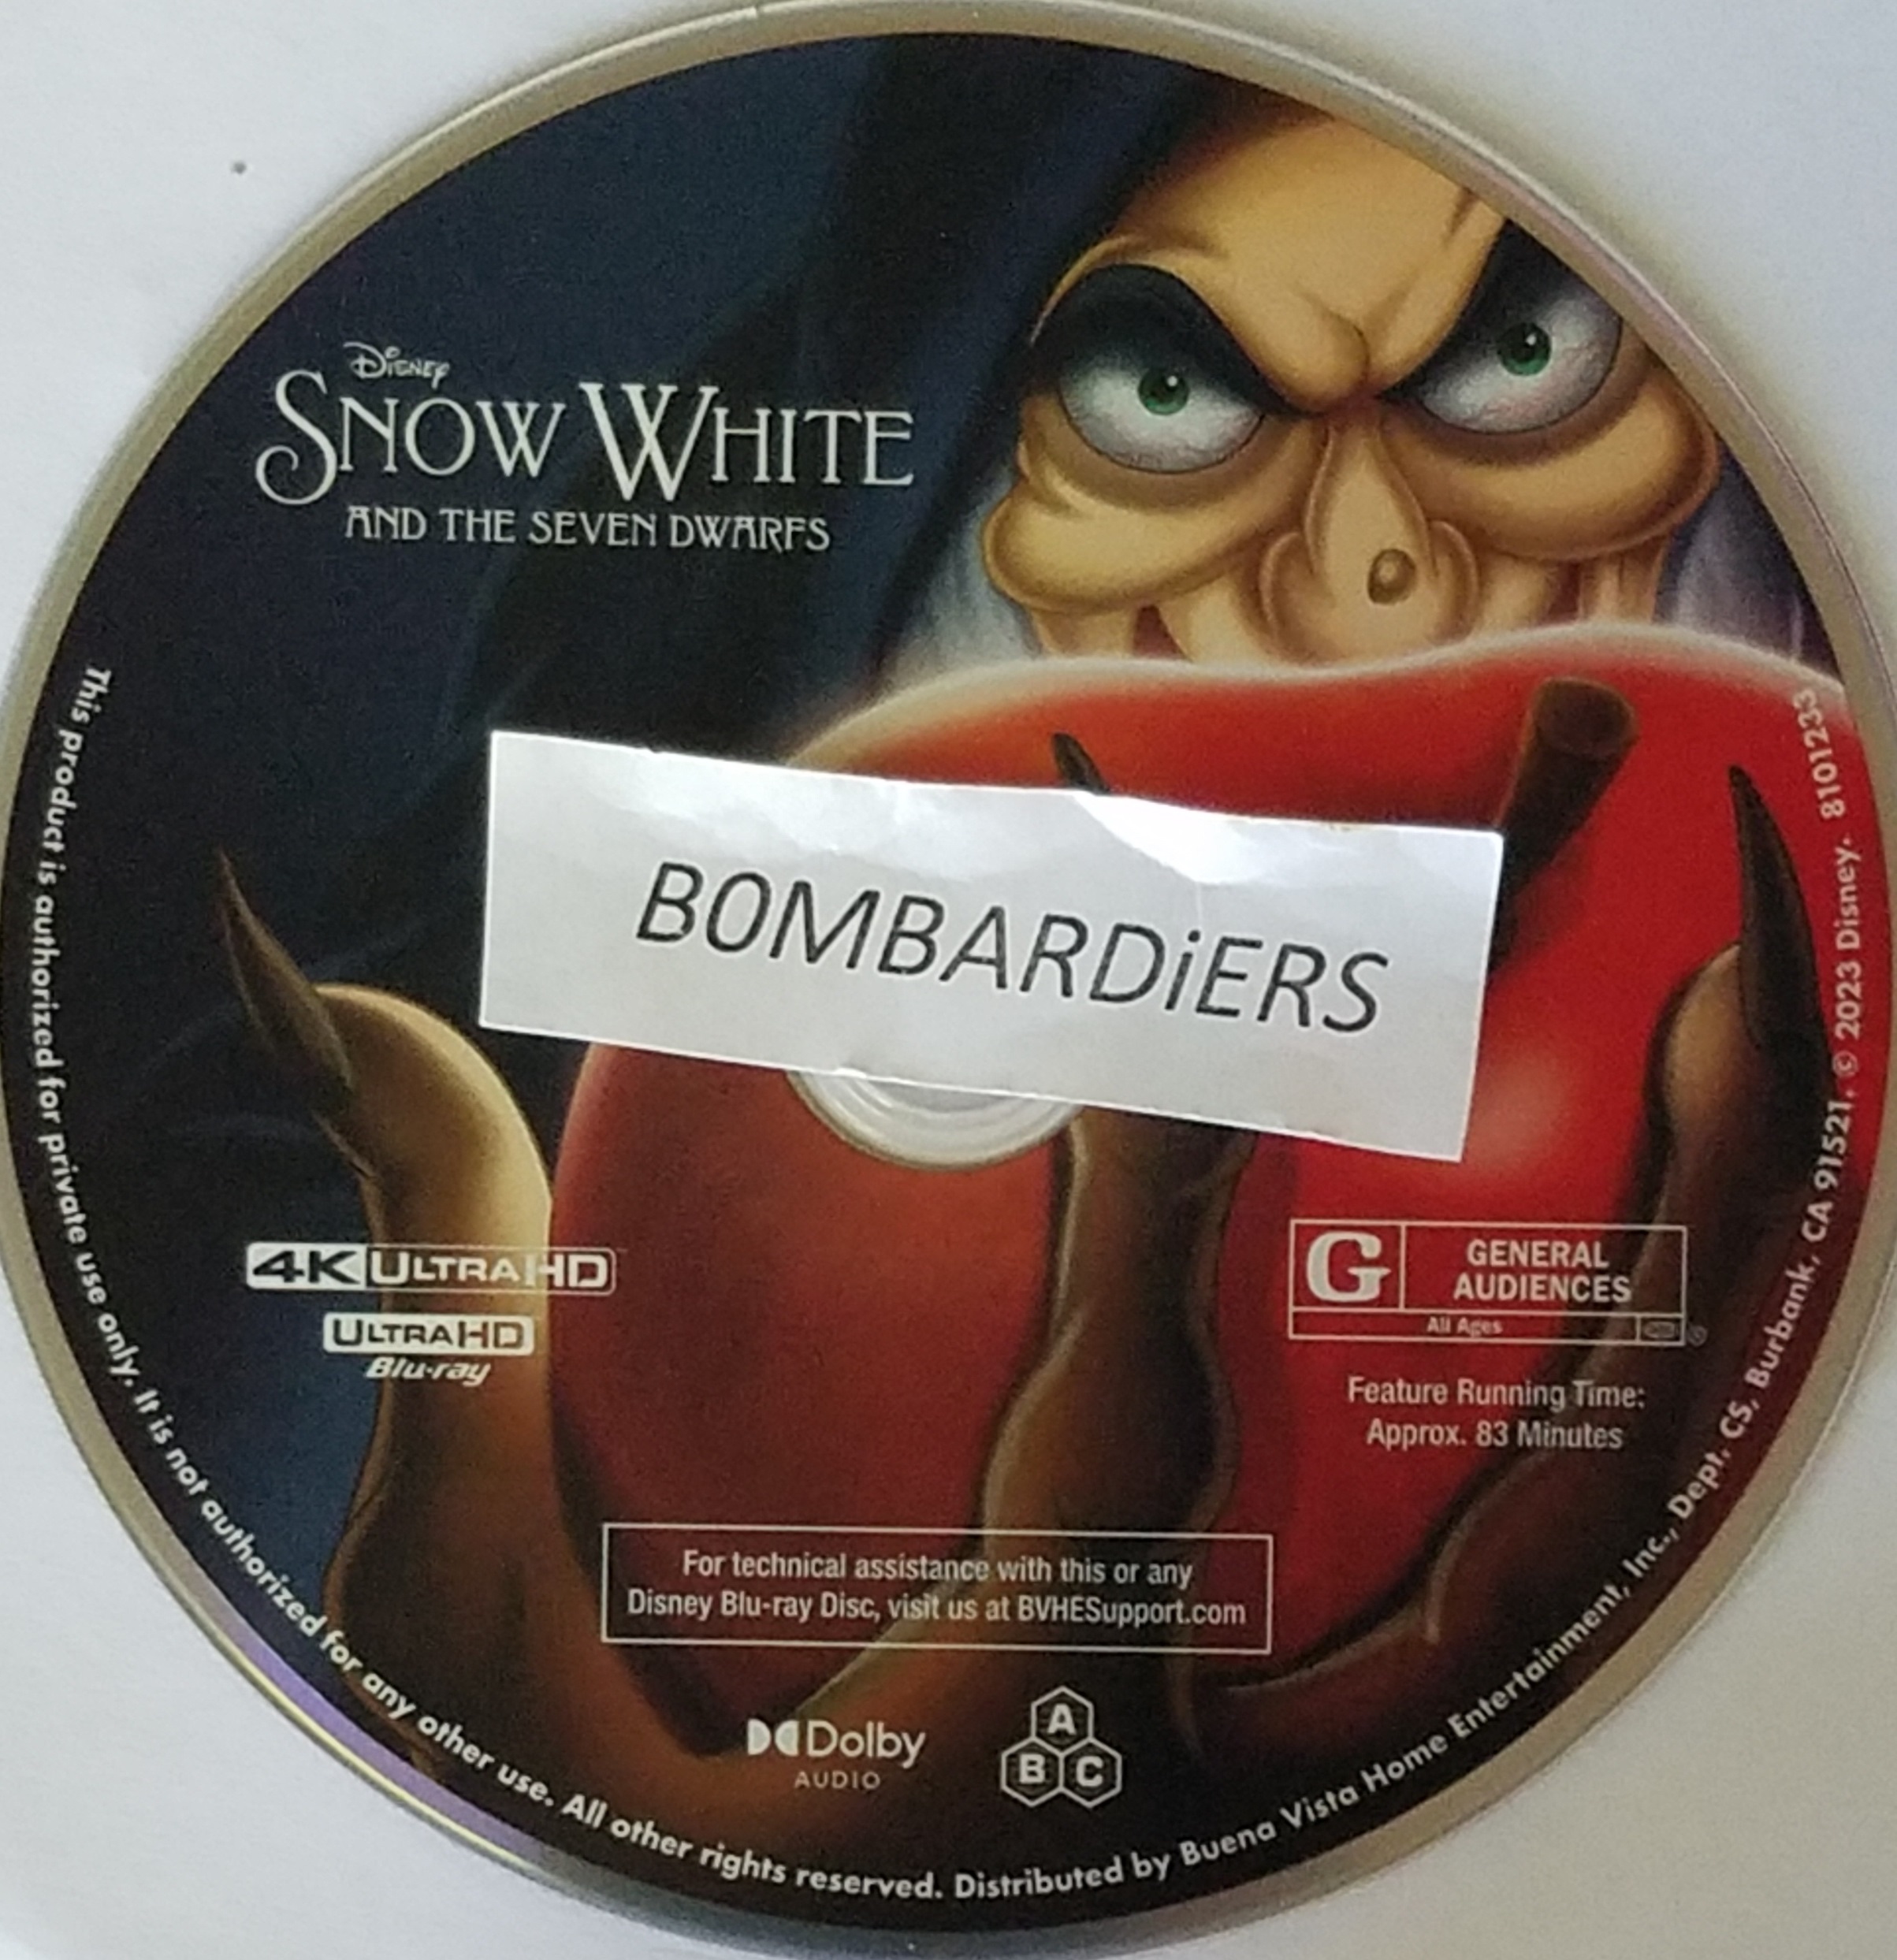 Disney
SNOW WHITE
AND THE SEVEN DWARFS
B0MBARDiERS
4K ULTRA HD
ULTRA HD
Blu-ray
G
GENERAL
AUDIENCES
All Ages
Feature Running Time:
Approx. 83 Minutes
For technical assistance with this or any
Disney Blu-ray Disc, visit us at BVHESupport.com
Dolby
AUDIO
A
B C
This product is authorized for private use only. It is not authorized for any other use. All other rights reserved. Distributed by Buena Vista Home Entertainment, Inc., Dept. CS, Burbank, CA 91521. © 2023 Disney. 8101233